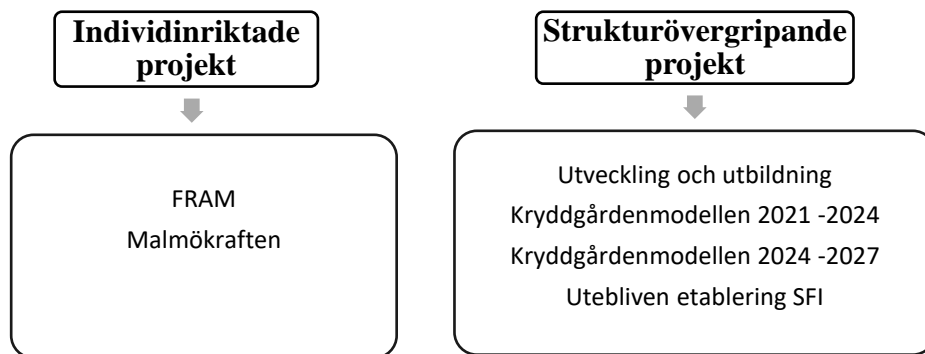 Individinriktade
projekt
FRAM
Malmökraften
Strukturövergripande
projekt
Utveckling och utbildning
Kryddgårdenmodellen 2021 -2024
Kryddgårdenmodellen 2024 -2027
Utebliven etablering SFI